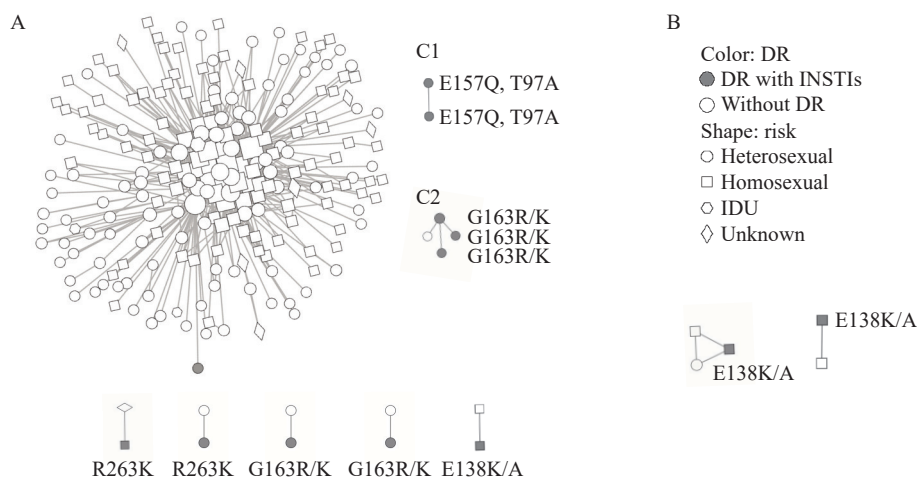 A
B
C1
E157Q, T97A
E157Q, T97A
C2
G163R/K
G163R/K
G163R/K
Color: DR
DR with INSTIs
Without DR
Shape: risk
Heterosexual
Homosexual
IDU
Unknown
E138K/A
E138K/A
R263K R263K G163R/K G163R/K E138K/A